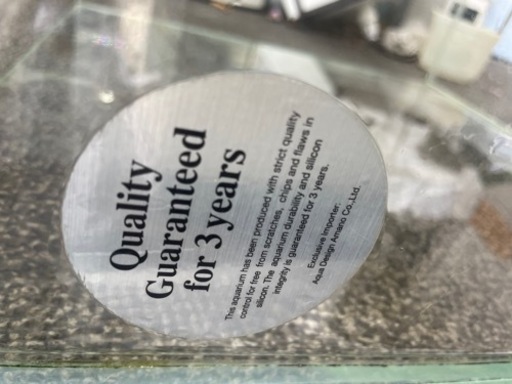 Quality
Guaranteed
for 3 years
The aquarium has been produced with strict quality
control for free from scratches, chips and flaws in
silicon. The aquarium durability and silicon
integrity is guaranteed for 3 years.
Exclusive Importer:
Aqua Design Amano Co.,Ltd.